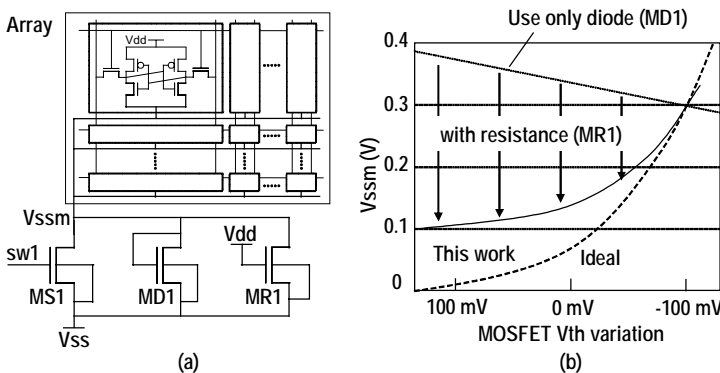 Array
Vdd
Vssm
sw1
MS1
MD1
Vdd
MR1
Vss
(a)
(b)
Use only diode (MD1)
0.4
0.3
0.2
0.1
0
Vssm (V)
with resistance (MR1)
This work
Ideal
100 mV
0 mV
-100 mV
MOSFET Vth variation